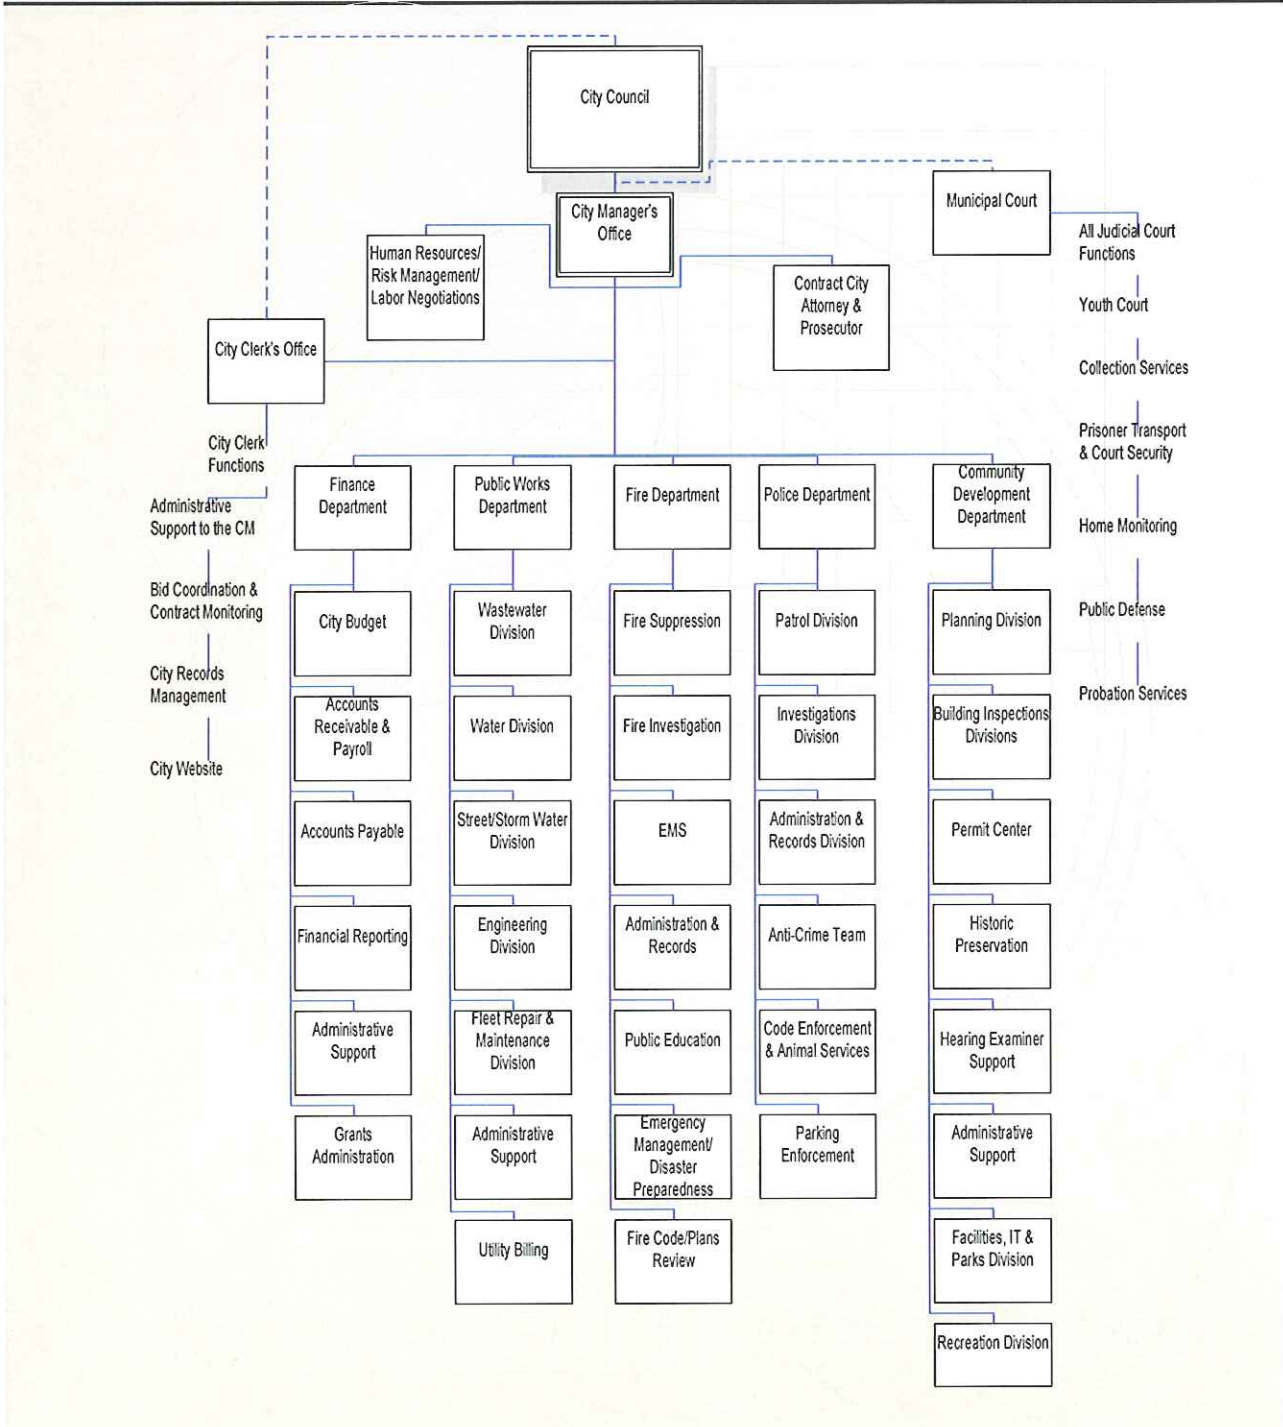 City Council
City Manager's
Office
Municipal Court
Human Resources/
Risk Management/
Labor Negotiations
Contract City
Attorney &
Prosecutor
City Clerk's Office
All Judicial Court
Functions
Youth Court
Collection Services
Prisoner Transport
& Court Security
Home Monitoring
Public Defense
Probation Services
City Clerk
Functions
Administrative
Support to the CM
Bid Coordination &
Contract Monitoring
City Records
Management
City Website
Finance
Department
City Budget
Accounts
Receivable &
Payroll
Accounts Payable
Financial Reporting
Administrative
Support
Grants
Administration
Public Works
Department
Wastewater
Division
Water Division
Street/Storm Water
Division
Engineering
Division
Fleet Repair &
Maintenance
Division
Administrative
Support
Utility Billing
Fire Department
Fire Suppression
Fire Investigation
EMS
Administration &
Records
Public Education
Emergency
Management/
Disaster
Preparedness
Fire Code/Plans
Review
Police Department
Patrol Division
Investigations
Division
Administration &
Records Division
Anti-Crime Team
Code Enforcement
& Animal Services
Parking
Enforcement
Community
Development
Department
Planning Division
Building Inspections
Divisions
Permit Center
Historic
Preservation
Hearing Examiner
Support
Administrative
Support
Facilities, IT &
Parks Division
Recreation Division